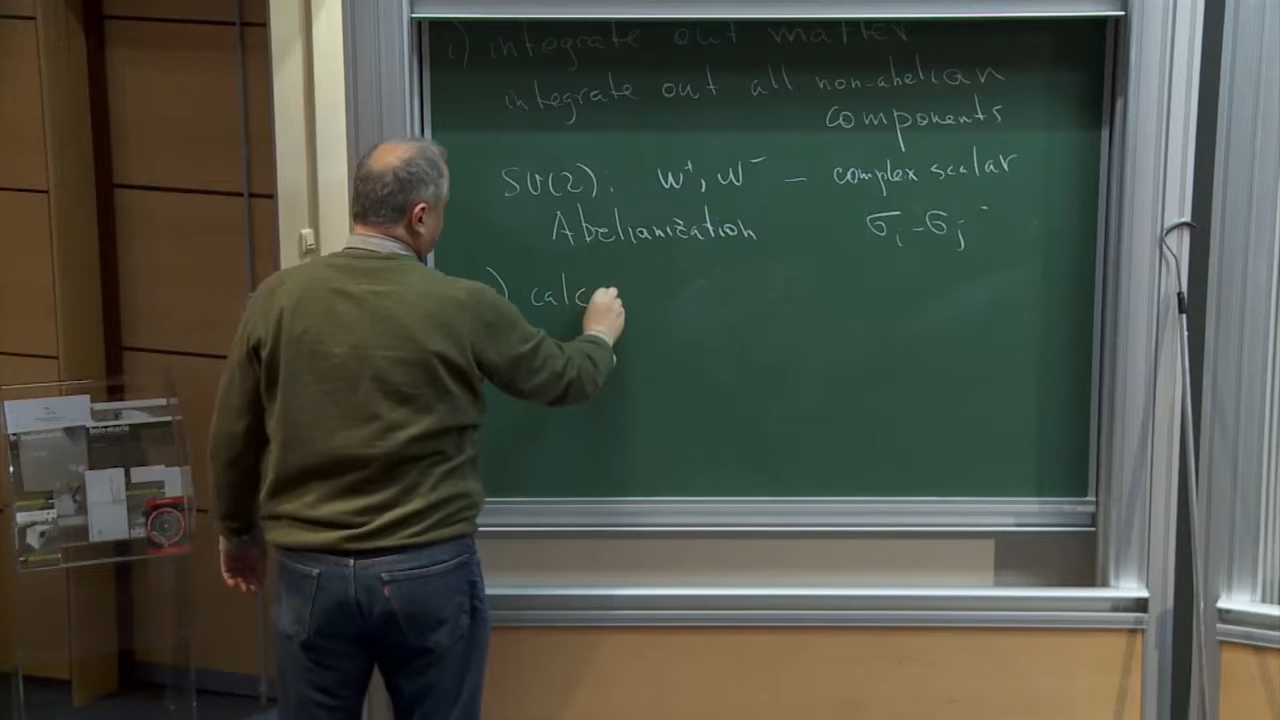 i) integrate out matter
integrate out all non-abelian
components
SU(2): W⁺, W⁻ – complex scalar
Abelianization σᵢ-σⱼ
) calc